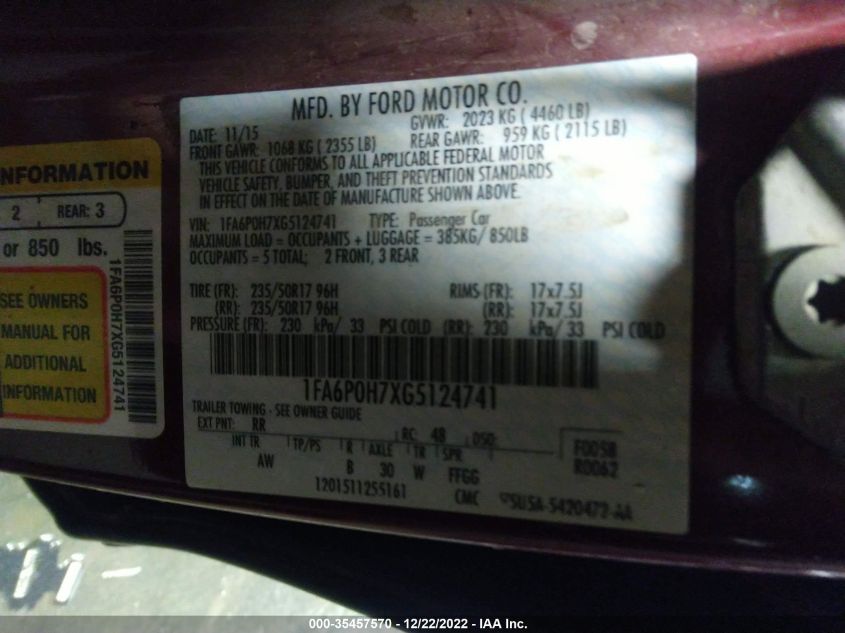 MFD. BY FORD MOTOR CO.
DATE: 11/15 GVWR: 2023 KG ( 4460 LB)
FRONT GAWR: 1068 KG ( 2355 LB) REAR GAWR: 959 KG ( 2115 LB)
THIS VEHICLE CONFORMS TO ALL APPLICABLE FEDERAL MOTOR
VEHICLE SAFETY, BUMPER, AND THEFT PREVENTION STANDARDS
IN EFFECT ON THE DATE OF MANUFACTURE SHOWN ABOVE.
VIN: 1FA6P0H7XG5124741 TYPE: Passenger Car
MAXIMUM LOAD = OCCUPANTS + LUGGAGE = 385KG/ 850LB
OCCUPANTS = 5 TOTAL; 2 FRONT, 3 REAR
TIRE (FR): 235/50R17 96H RIMS (FR): 17x7.5J
(RR): 235/50R17 96H (RR): 17x7.5J
PRESSURE (FR): 230 kPa/ 33 PSI COLD (RR): 230 kPa/ 33 PSI COLD
1FA6P0H7XG5124741
TRAILER TOWING - SEE OWNER GUIDE
EXT PNT: RR RC: 48 DSO: F0058
INT TR TP/PS R AXLE TR SPR R0062
AW B 30 W FFGG
1201511255161 CMC
NFORMATION
2 REAR: 3
or 850 lbs.
SEE OWNERS
MANUAL FOR
ADDITIONAL
INFORMATION
1FA6P0H7XG5124741
000-35457570 - 12/22/2022 - IAA Inc.